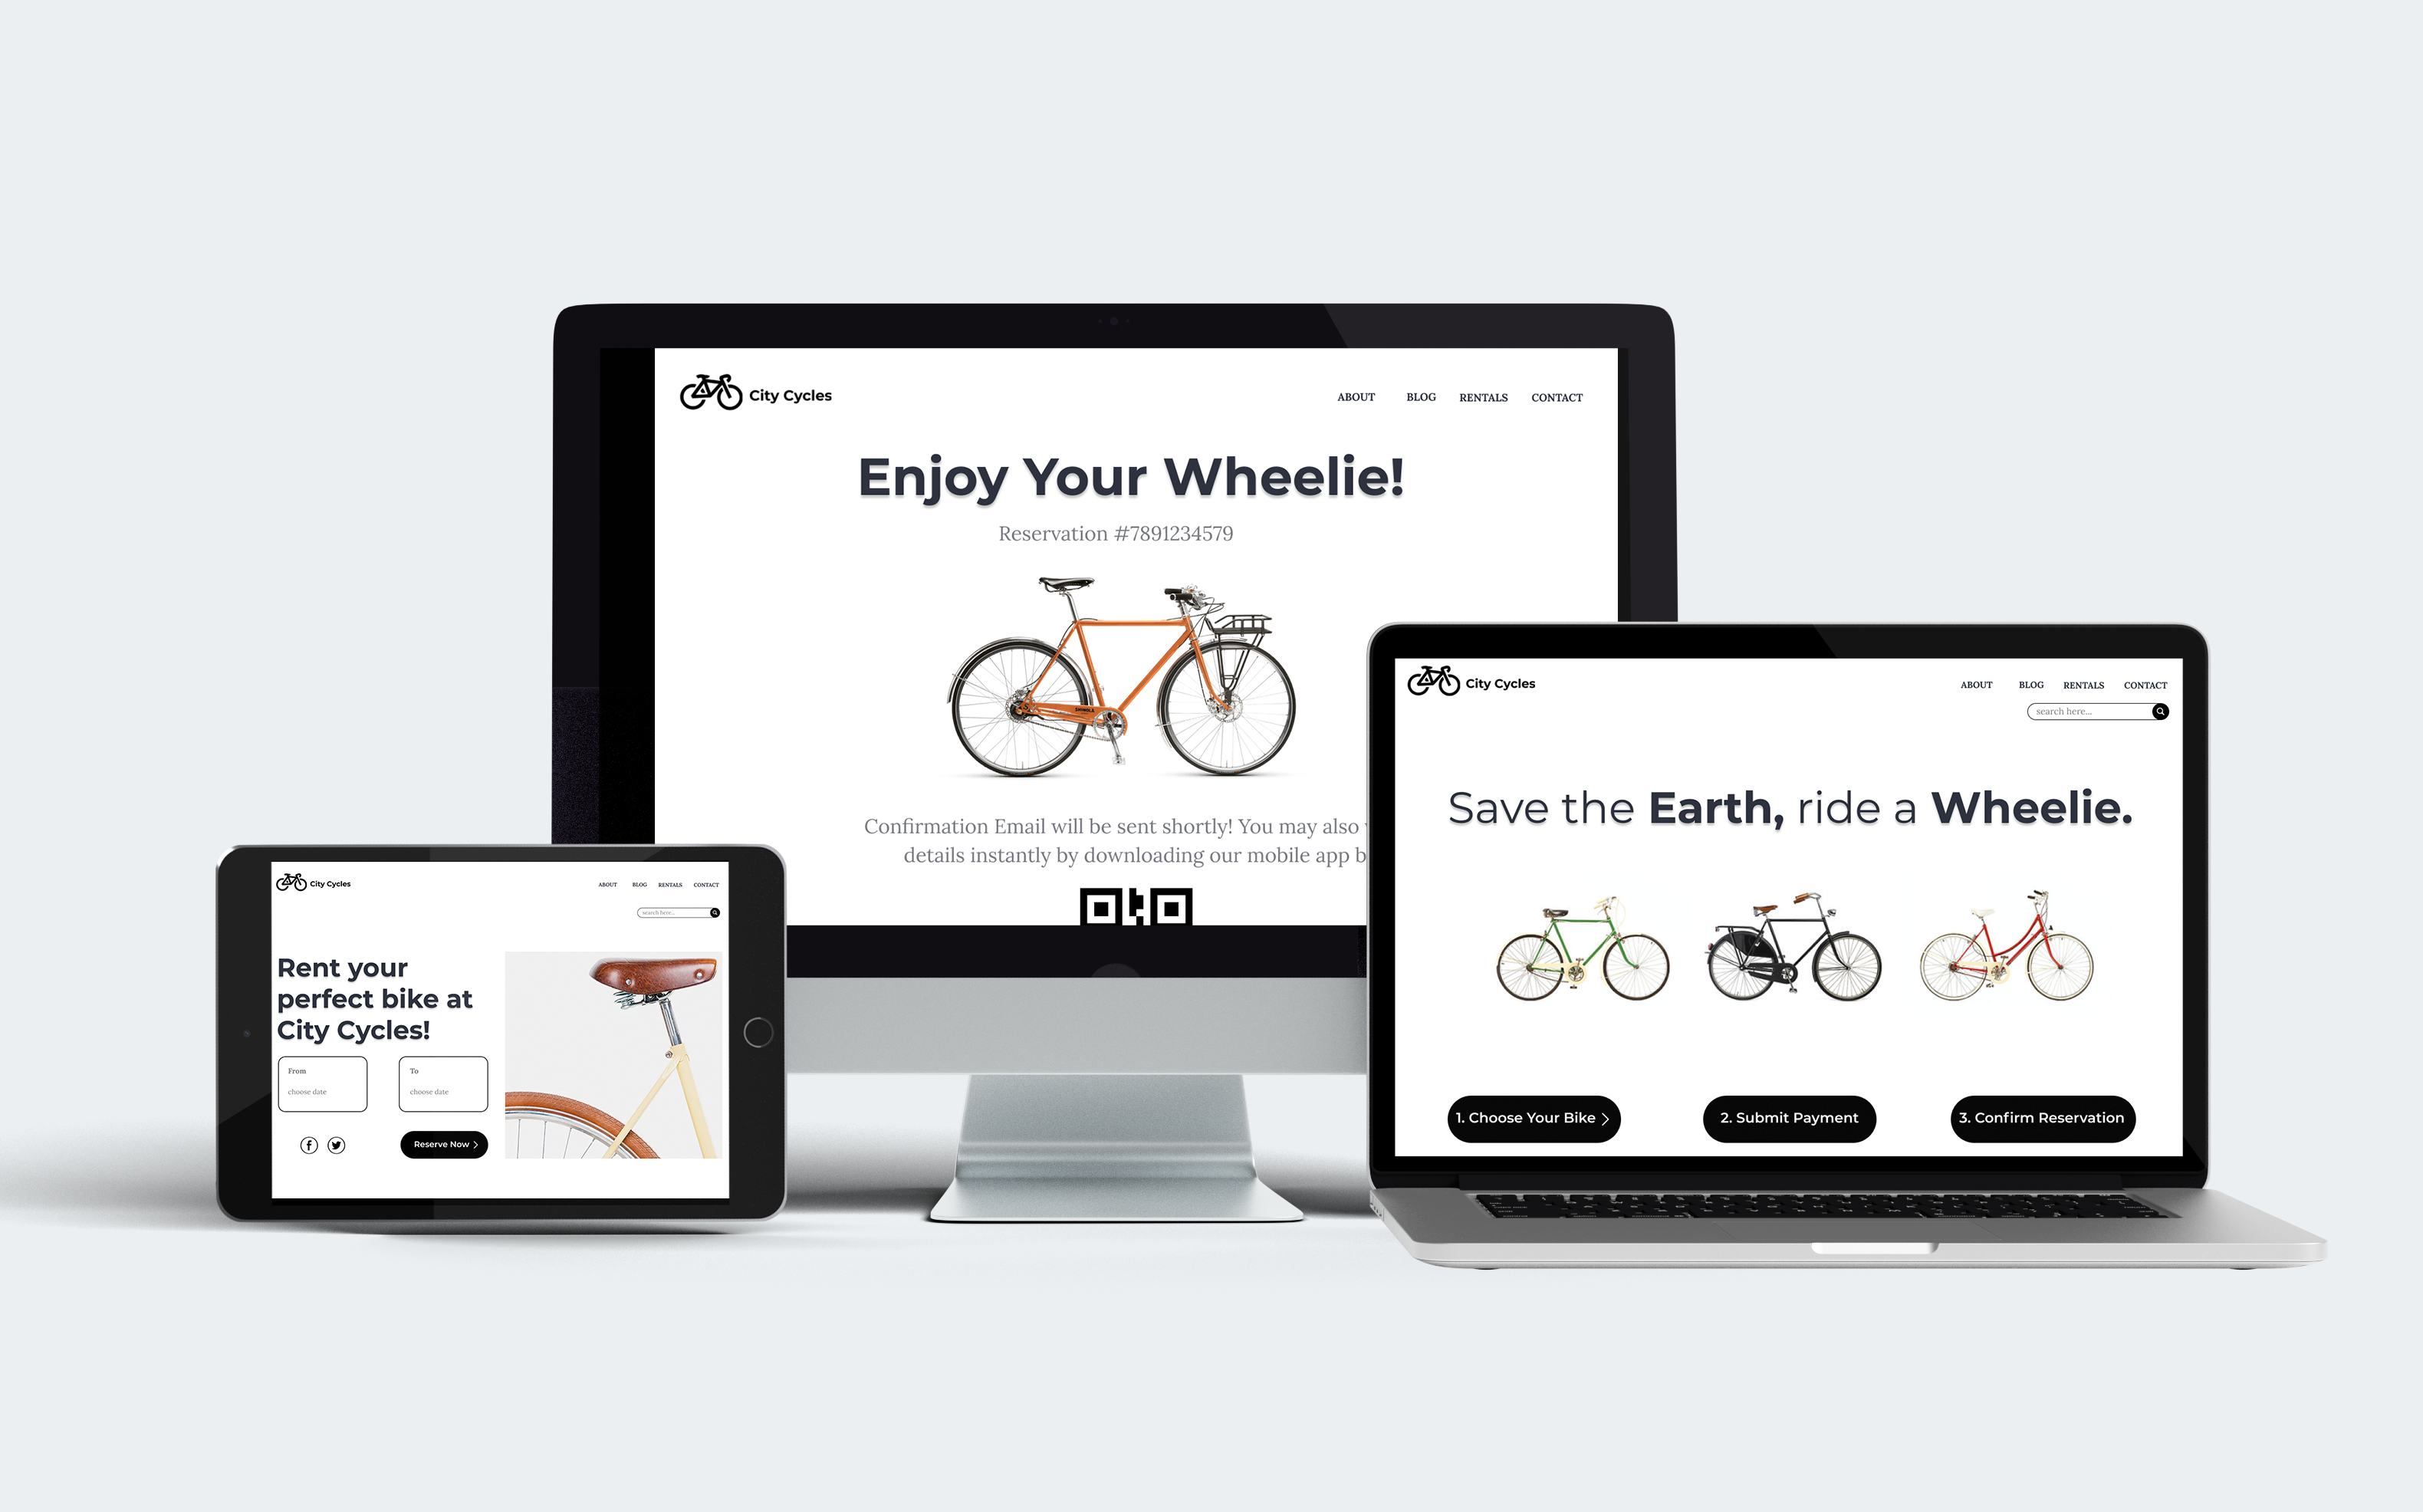 City Cycles
ABOUT BLOG RENTALS CONTACT
Enjoy Your Wheelie!
Reservation #7891234579
Confirmation Email will be sent shortly! You may also
details instantly by downloading our mobile app b
City Cycles
ABOUT BLOG RENTALS CONTACT
search here...
Rent your
perfect bike at
City Cycles!
From
choose date
To
choose date
Reserve Now
City Cycles
ABOUT BLOG RENTALS CONTACT
search here...
Save the Earth, ride a Wheelie.
1. Choose Your Bike
2. Submit Payment
3. Confirm Reservation